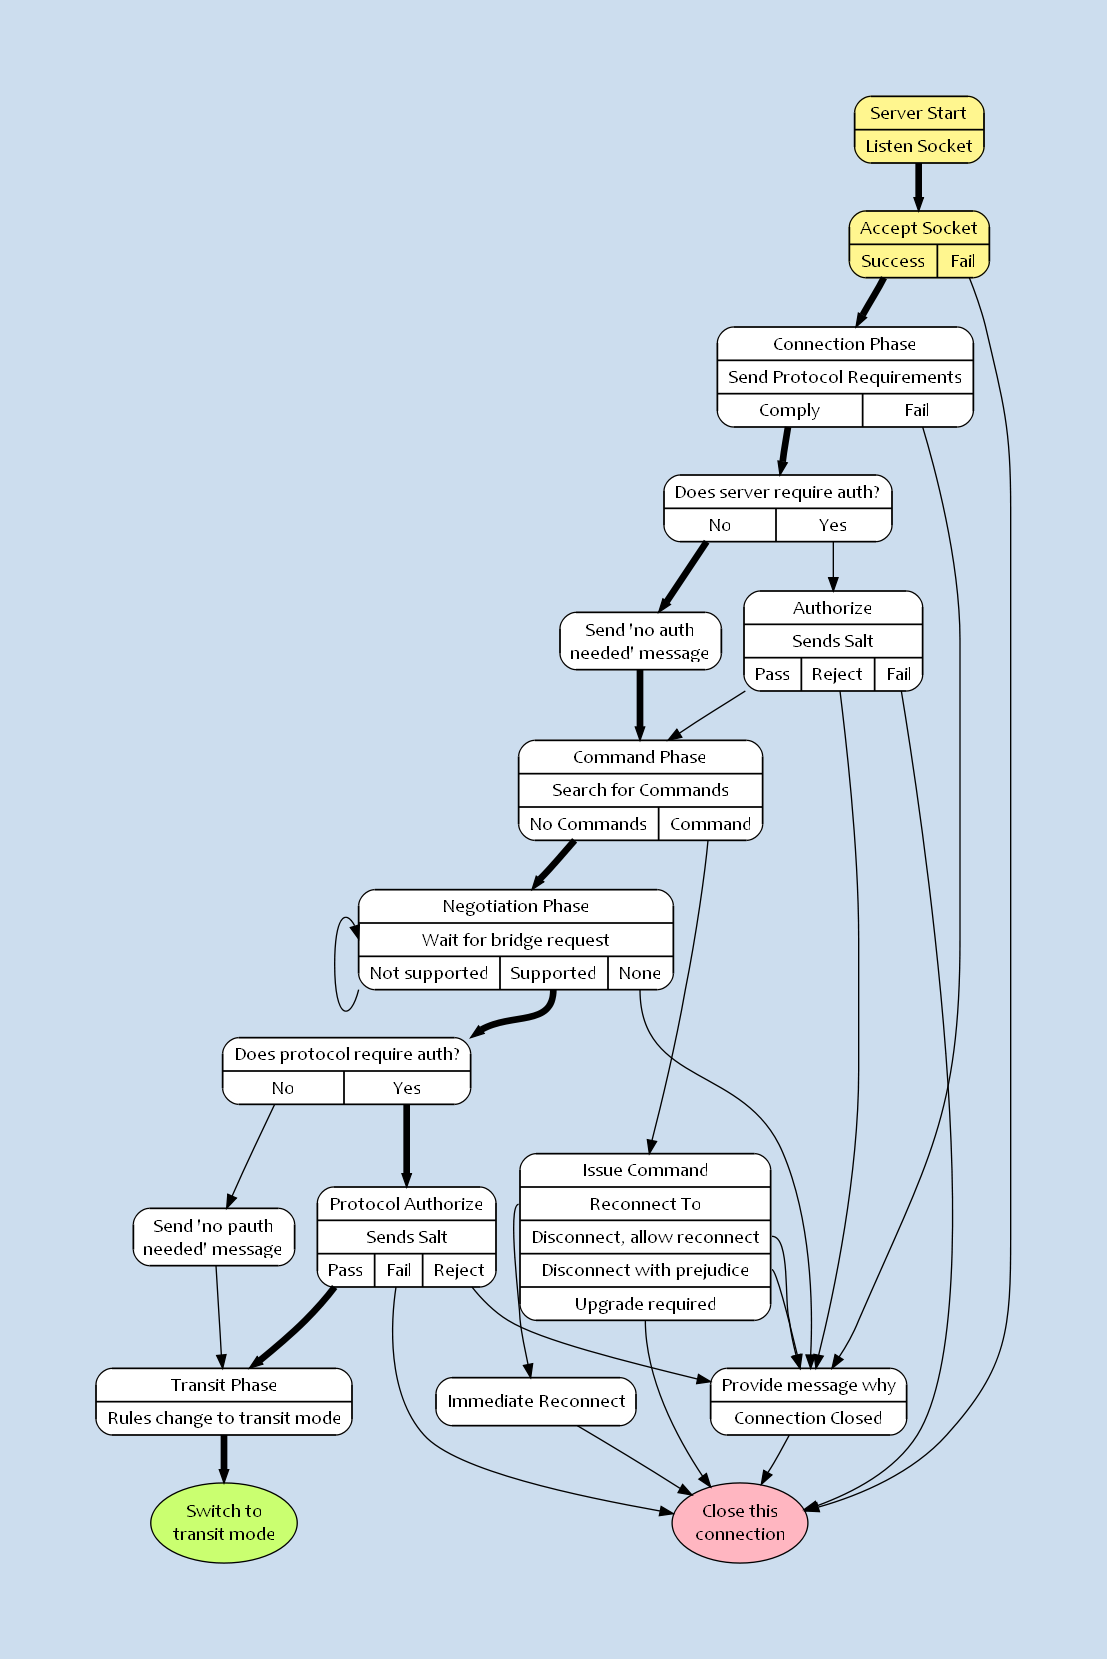 Server Start
Listen Socket
Accept Socket
Success
Fail
Connection Phase
Send Protocol Requirements
Comply
Fail
Does server require auth?
No
Yes
Authorize
Sends Salt
Pass
Reject
Fail
Send 'no auth
needed' message
Command Phase
Search for Commands
No Commands
Command
Negotiation Phase
Wait for bridge request
Not supported
Supported
None
Does protocol require auth?
No
Yes
Issue Command
Reconnect To
Disconnect, allow reconnect
Disconnect with prejudice
Upgrade required
Protocol Authorize
Sends Salt
Pass
Fail
Reject
Send 'no pauth
needed' message
Transit Phase
Rules change to transit mode
Immediate Reconnect
Provide message why
Connection Closed
Switch to
transit mode
Close this
connection